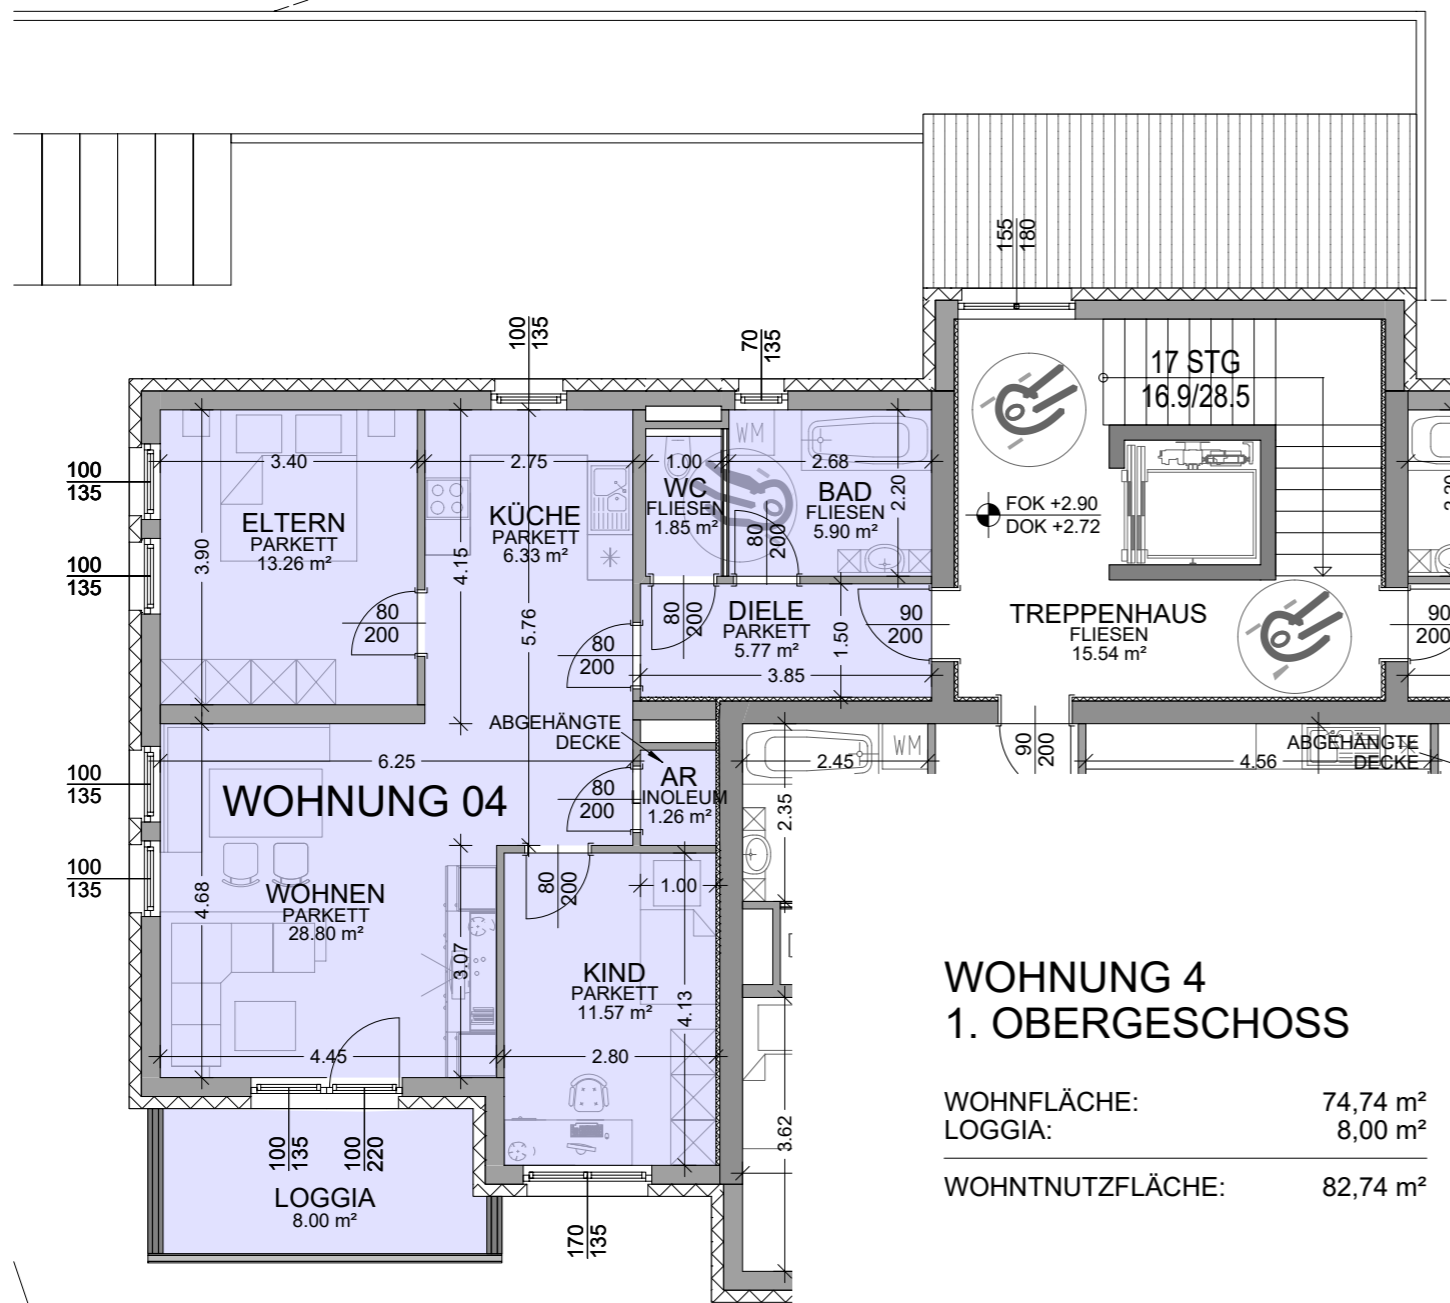 155
180
100
135
70
135
17 STG
16.9/28.5
WM
3.40
2.75
1.00
2.68
2.20
100
135
ELTERN
PARKETT
13.26 m²
KÜCHE
PARKETT
6.33 m²
WC
FLIESEN
1.85 m²
BAD
FLIESEN
5.90 m²
FOK +2.90
DOK +2.72
3.90
4.15
80
200
100
135
80
200
5.76
80
200
80
200
DIELE
PARKETT
5.77 m²
1.50
90
200
TREPPENHAUS
FLIESEN
15.54 m²
90
200
3.85
ABGEHÄNGTE
DECKE
6.25
WM
2.45
90
200
4.56
ABGEHÄNGTE
DECKE
100
135
WOHNUNG 04
80
200
AR
LINOLEUM
1.26 m²
2.35
100
135
4.68
WOHNEN
PARKETT
28.80 m²
3.07
80
200
1.00
KIND
PARKETT
11.57 m²
4.13
4.45
2.80
3.62
100
135
100
220
LOGGIA
8.00 m²
170
135
WOHNUNG 4
1. OBERGESCHOSS
WOHNFLÄCHE: 74,74 m²
LOGGIA: 8,00 m²
WOHNTNUTZFLÄCHE: 82,74 m²